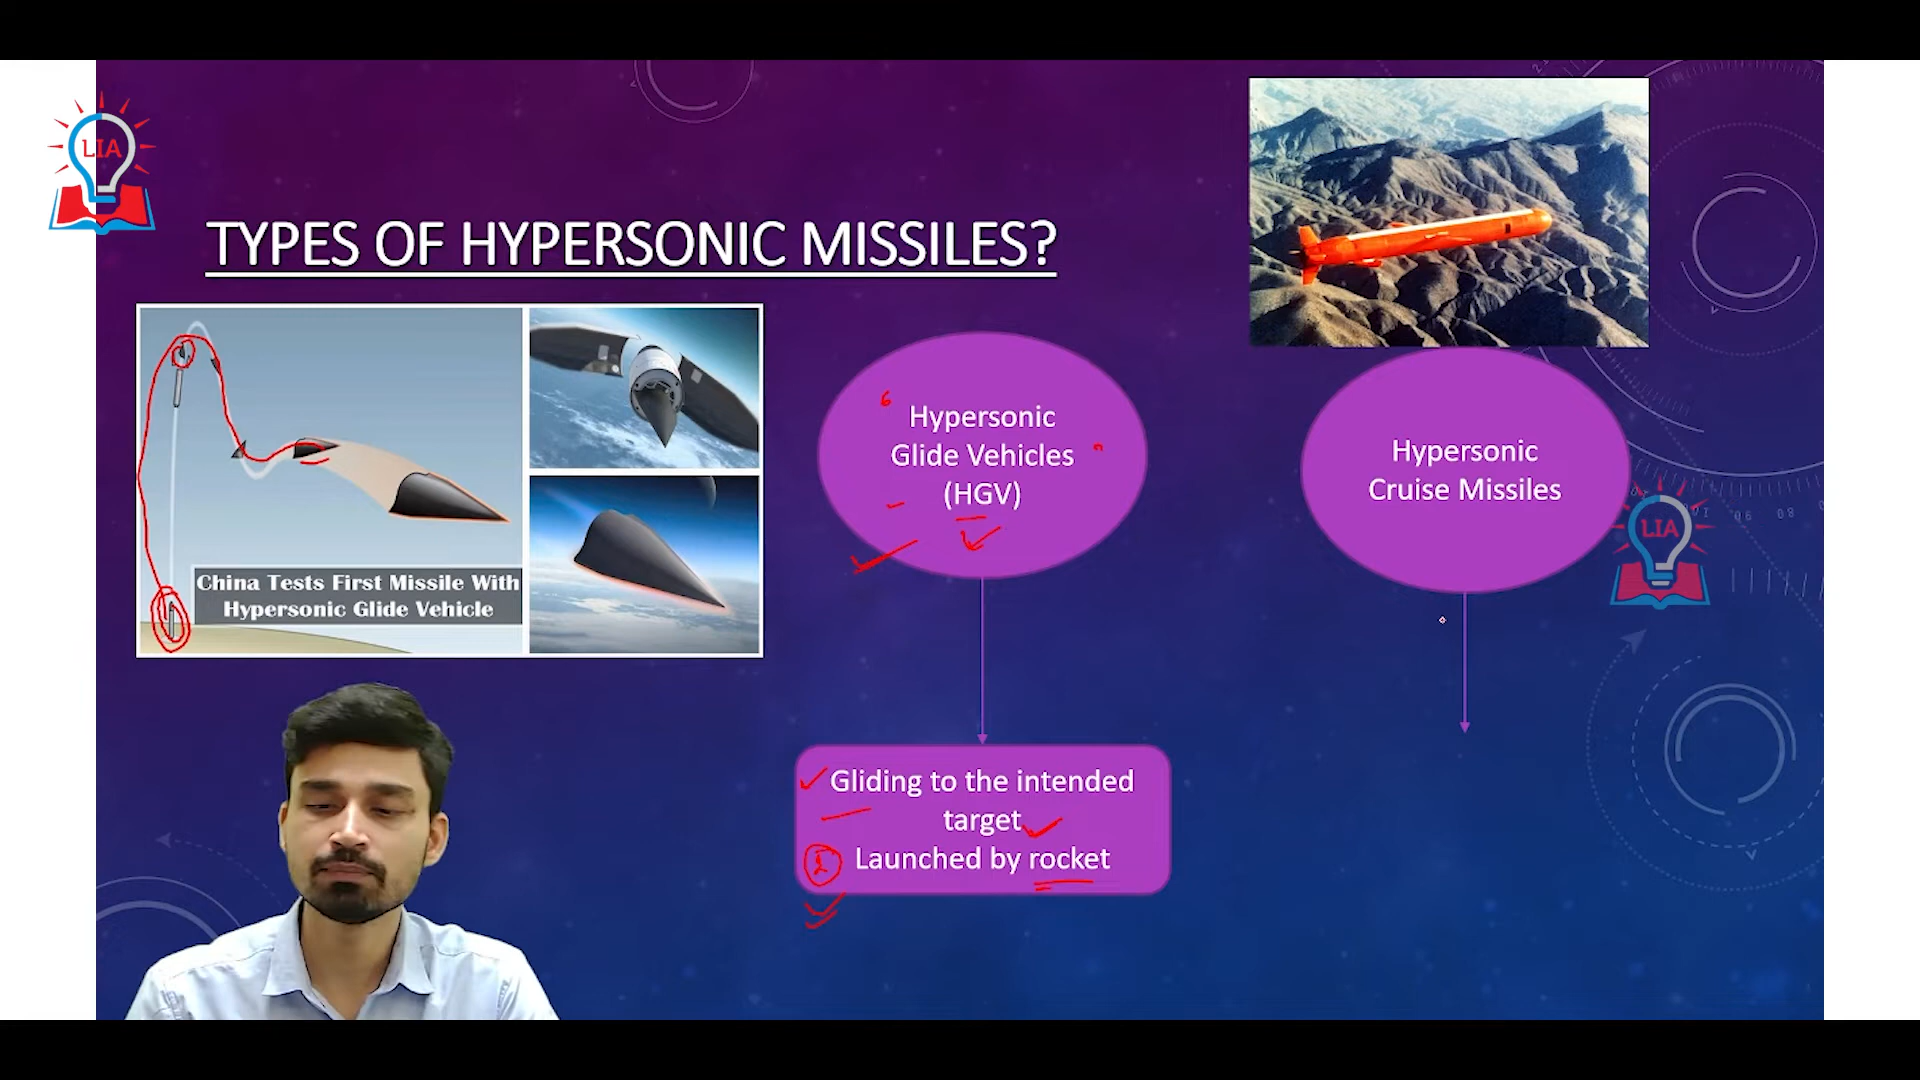 LIA
TYPES OF HYPERSONIC MISSILES?
China Tests First Missile With
Hypersonic Glide Vehicle
Hypersonic
Glide Vehicles
(HGV)
Hypersonic
Cruise Missiles
LIA
Gliding to the intended
target
Launched by rocket